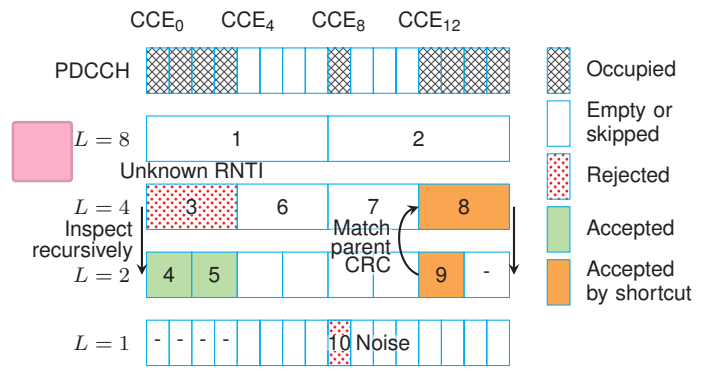 CCE₀ CCE₄ CCE₈ CCE₁₂
PDCCH
L = 8 1 2
Unknown RNTI
L = 4 3 6 7 8
Inspect
recursively
Match
parent
CRC
L = 2 4 5 9 -
L = 1 - - - - 10 Noise
Occupied
Empty or
skipped
Rejected
Accepted
Accepted
by shortcut